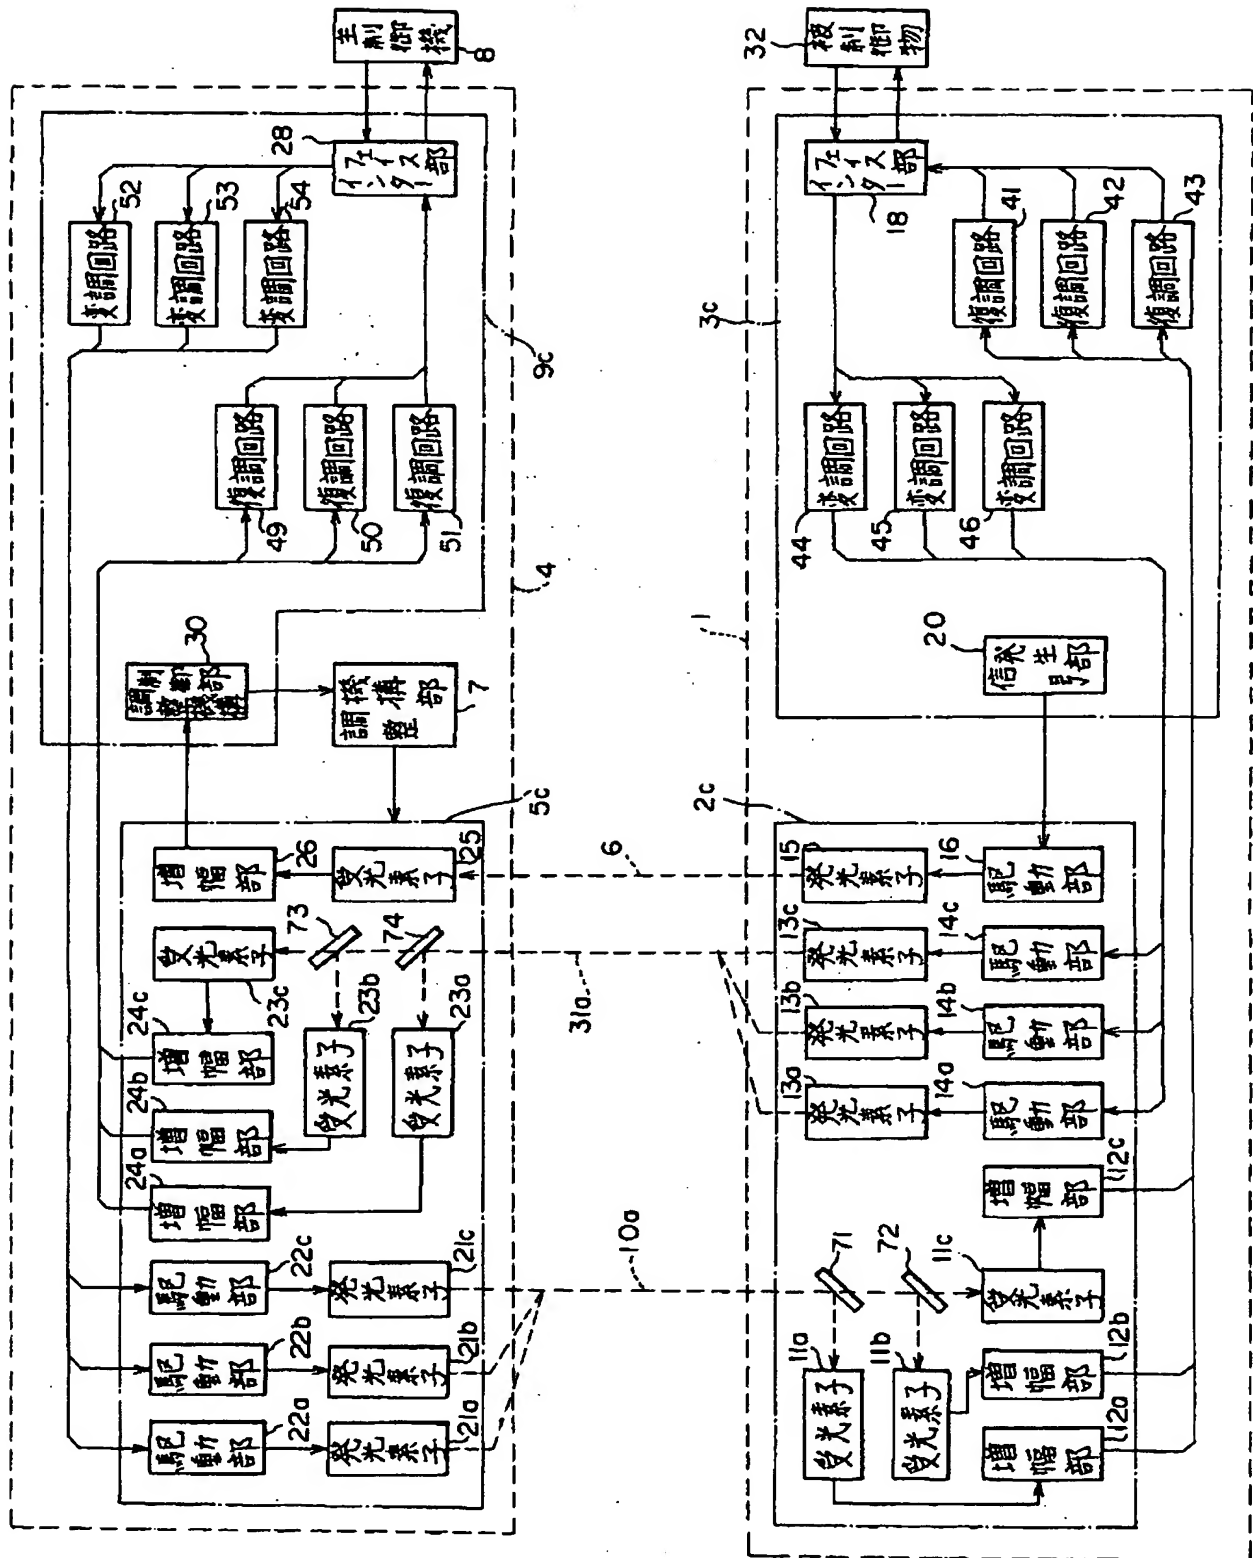 主制御機
8
4
28
インターフェイス部
52
変調回路
53
変調回路
54
変調回路
9c
復調回路
49
復調回路
50
復調回路
51
30
調整機構制御部
調整機構部
7
5c
増幅部
26
受光素子
25
受光素子
23c
73
74
増幅部
24c
受光素子
23b
受光素子
23a
増幅部
24b
増幅部
24a
駆動部
22c
発光素子
21c
駆動部
22b
発光素子
21b
駆動部
22a
発光素子
21a
6
31a
10a
被制御物
32
1
インターフェイス部
18
3c
復調回路
41
復調回路
42
復調回路
43
変調回路
44
変調回路
45
変調回路
46
信号発生部
20
2c
発光素子
15
駆動部
16
発光素子
13c
駆動部
14c
発光素子
13b
駆動部
14b
発光素子
13a
駆動部
14a
71
72
受光素子
11c
増幅部
12c
受光素子
11a
受光素子
11b
増幅部
12b
増幅部
12a